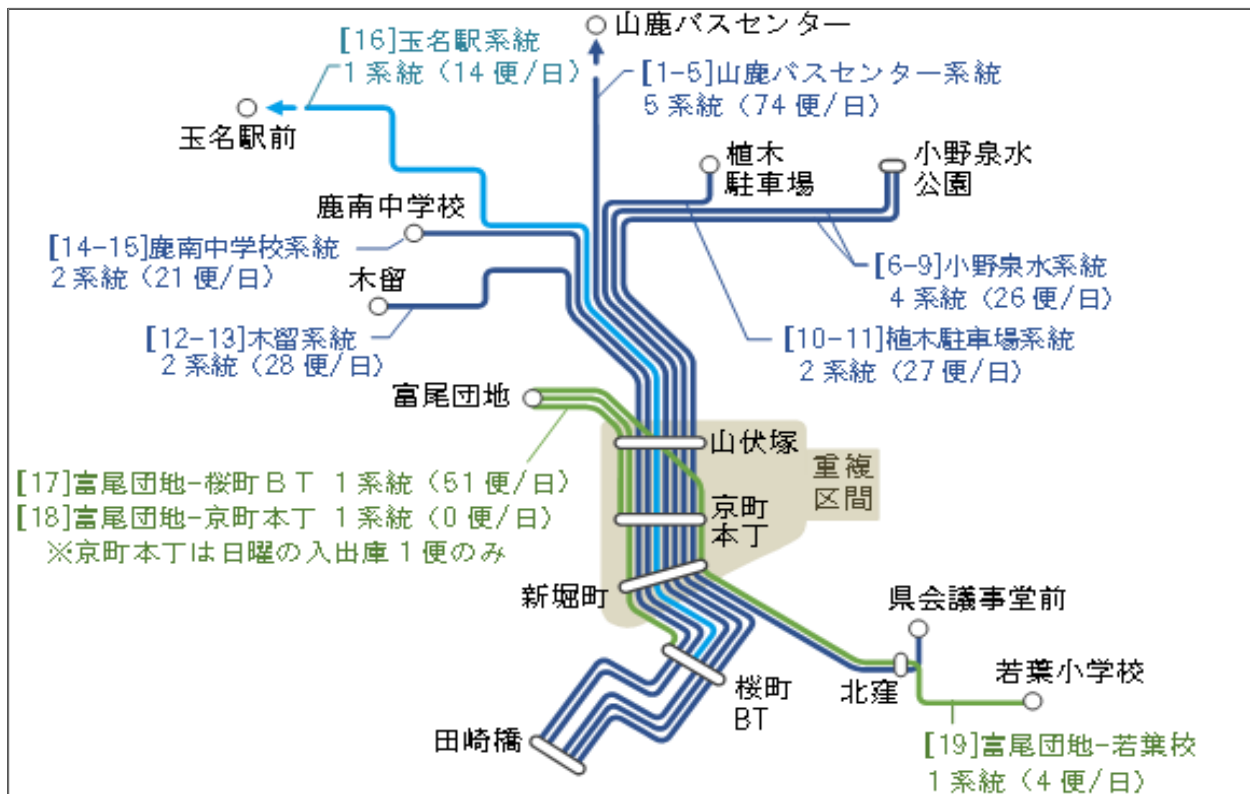 山鹿バスセンター
[16]玉名駅系統
1系統（14便/日）
[1-5]山鹿バスセンター系統
5系統（74便/日）
玉名駅前
植木
駐車場
小野泉水
公園
鹿南中学校
[14-15]鹿南中学校系統
2系統（21便/日）
木留
[6-9]小野泉水系統
4系統（26便/日）
[12-13]木留系統
2系統（28便/日）
[10-11]植木駐車場系統
2系統（27便/日）
富尾団地
山伏塚
重複
区間
[17]富尾団地-桜町BT 1系統（51便/日）
[18]富尾団地-京町本丁 1系統（0便/日）
※京町本丁は日曜の入出庫1便のみ
京町
本丁
新堀町
県会議事堂前
北窪
若葉小学校
桜町
BT
田崎橋
[19]富尾団地-若葉校
1系統（4便/日）